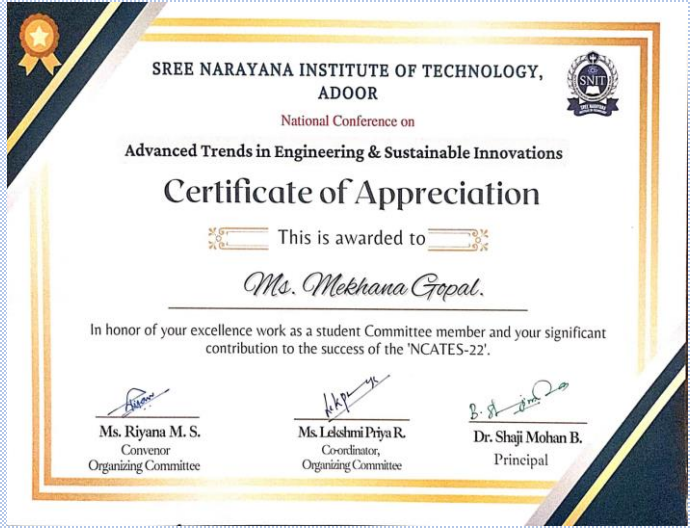 SREE NARAYANA INSTITUTE OF TECHNOLOGY,
ADOOR
SNIT
National Conference on
Advanced Trends in Engineering & Sustainable Innovations
Certificate of Appreciation
This is awarded to
Ms. Mekhana Gopal.
In honor of your excellence work as a student Committee member and your significant
contribution to the success of the 'NCATES-22'.
Ms. Riyana M. S.
Convenor
Organizing Committee
Ms. Lekshmi Priya R.
Co-ordinator,
Organizing Committee
Dr. Shaji Mohan B.
Principal